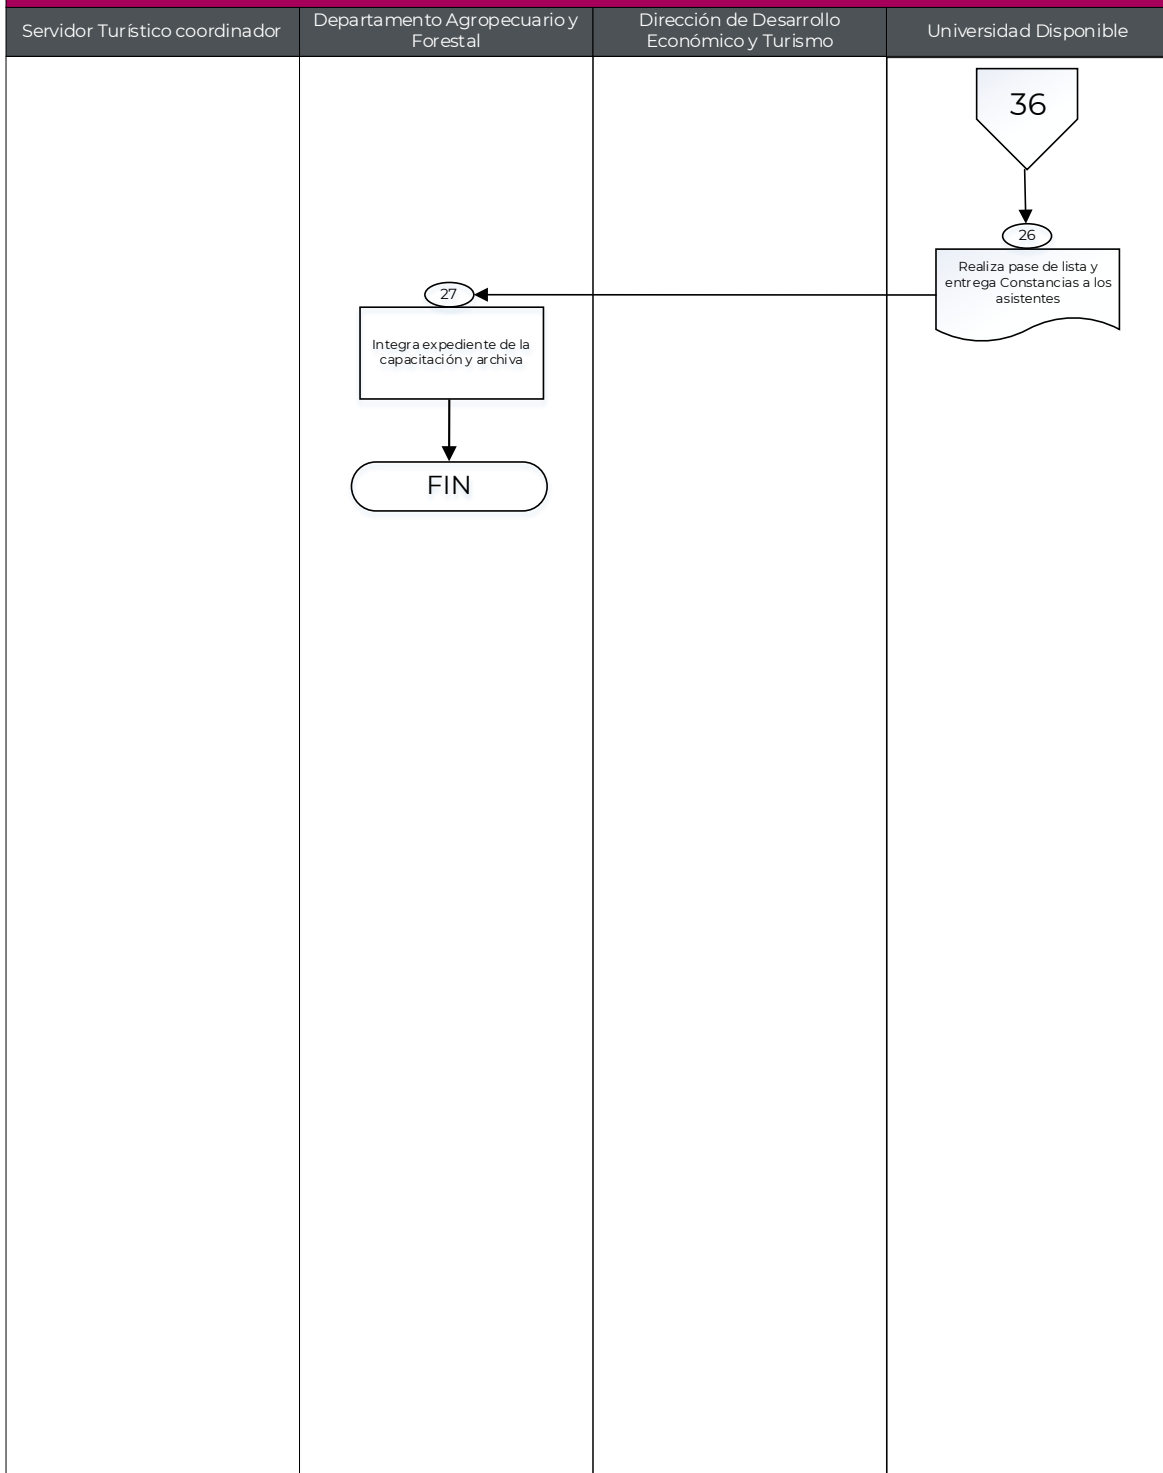 Servidor Turístico coordinador
Departamento Agropecuario y
Forestal
Dirección de Desarrollo
Económico y Turismo
Universidad Disponible
36
26
Realiza pase de lista y
entrega Constancias a los
asistentes
27
Integra expediente de la
capacitación y archiva
FIN